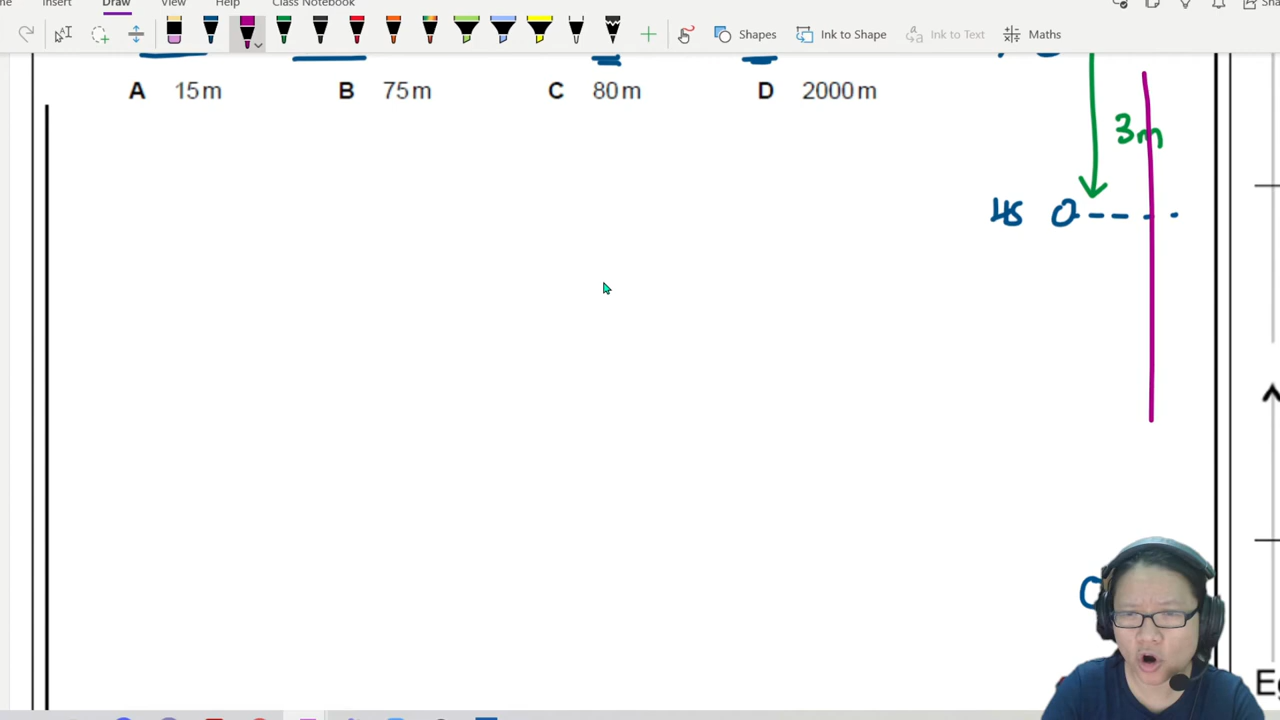 Insert Draw View Help Class Notebook
Shapes Ink to Shape Ink to Text Maths
A 15 m B 75 m C 80 m D 2000 m
3m
4s